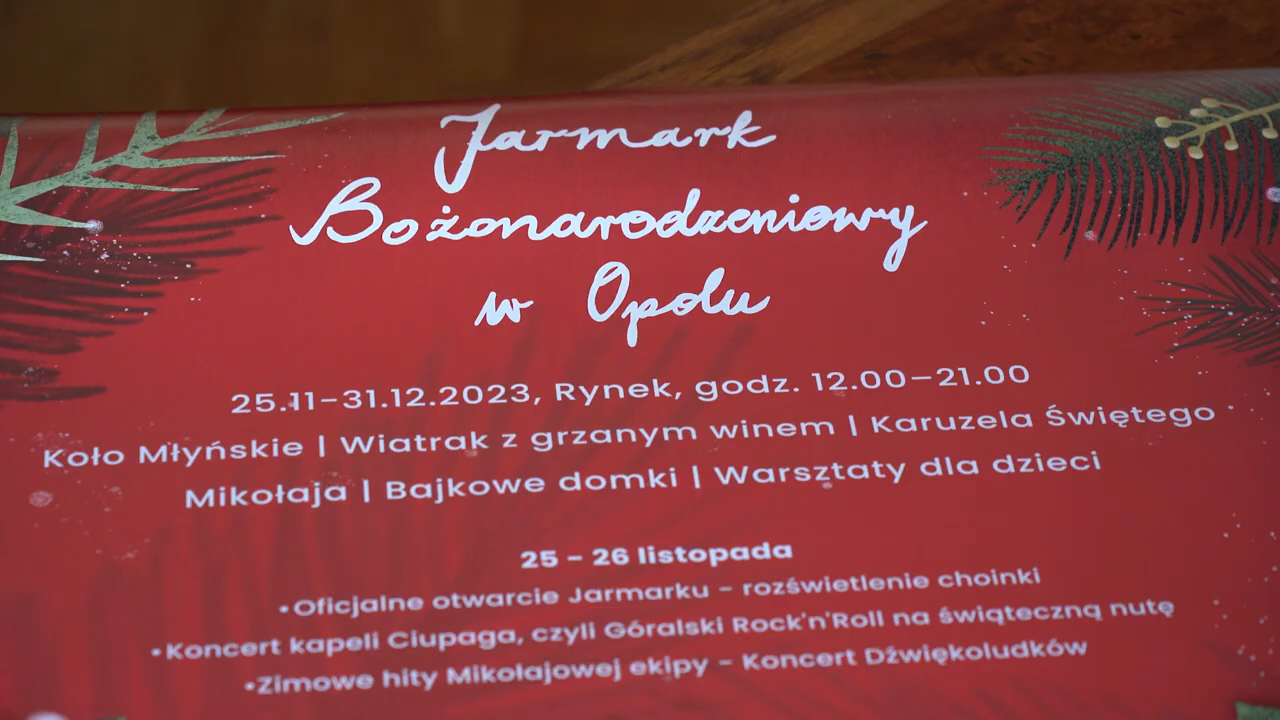 Jarmark
Bożonarodzeniowy
w Opolu
25.11–31.12.2023, Rynek, godz. 12.00–21.00
Koło Młyńskie | Wiatrak z grzanym winem | Karuzela Świętego
Mikołaja | Bajkowe domki | Warsztaty dla dzieci
25 - 26 listopada
•Oficjalne otwarcie Jarmarku - rozświetlenie choinki
•Koncert kapeli Ciupaga, czyli Góralski Rock'n'Roll na świąteczną nutę
•Zimowe hity Mikołajowej ekipy - Koncert Dźwiękoludków